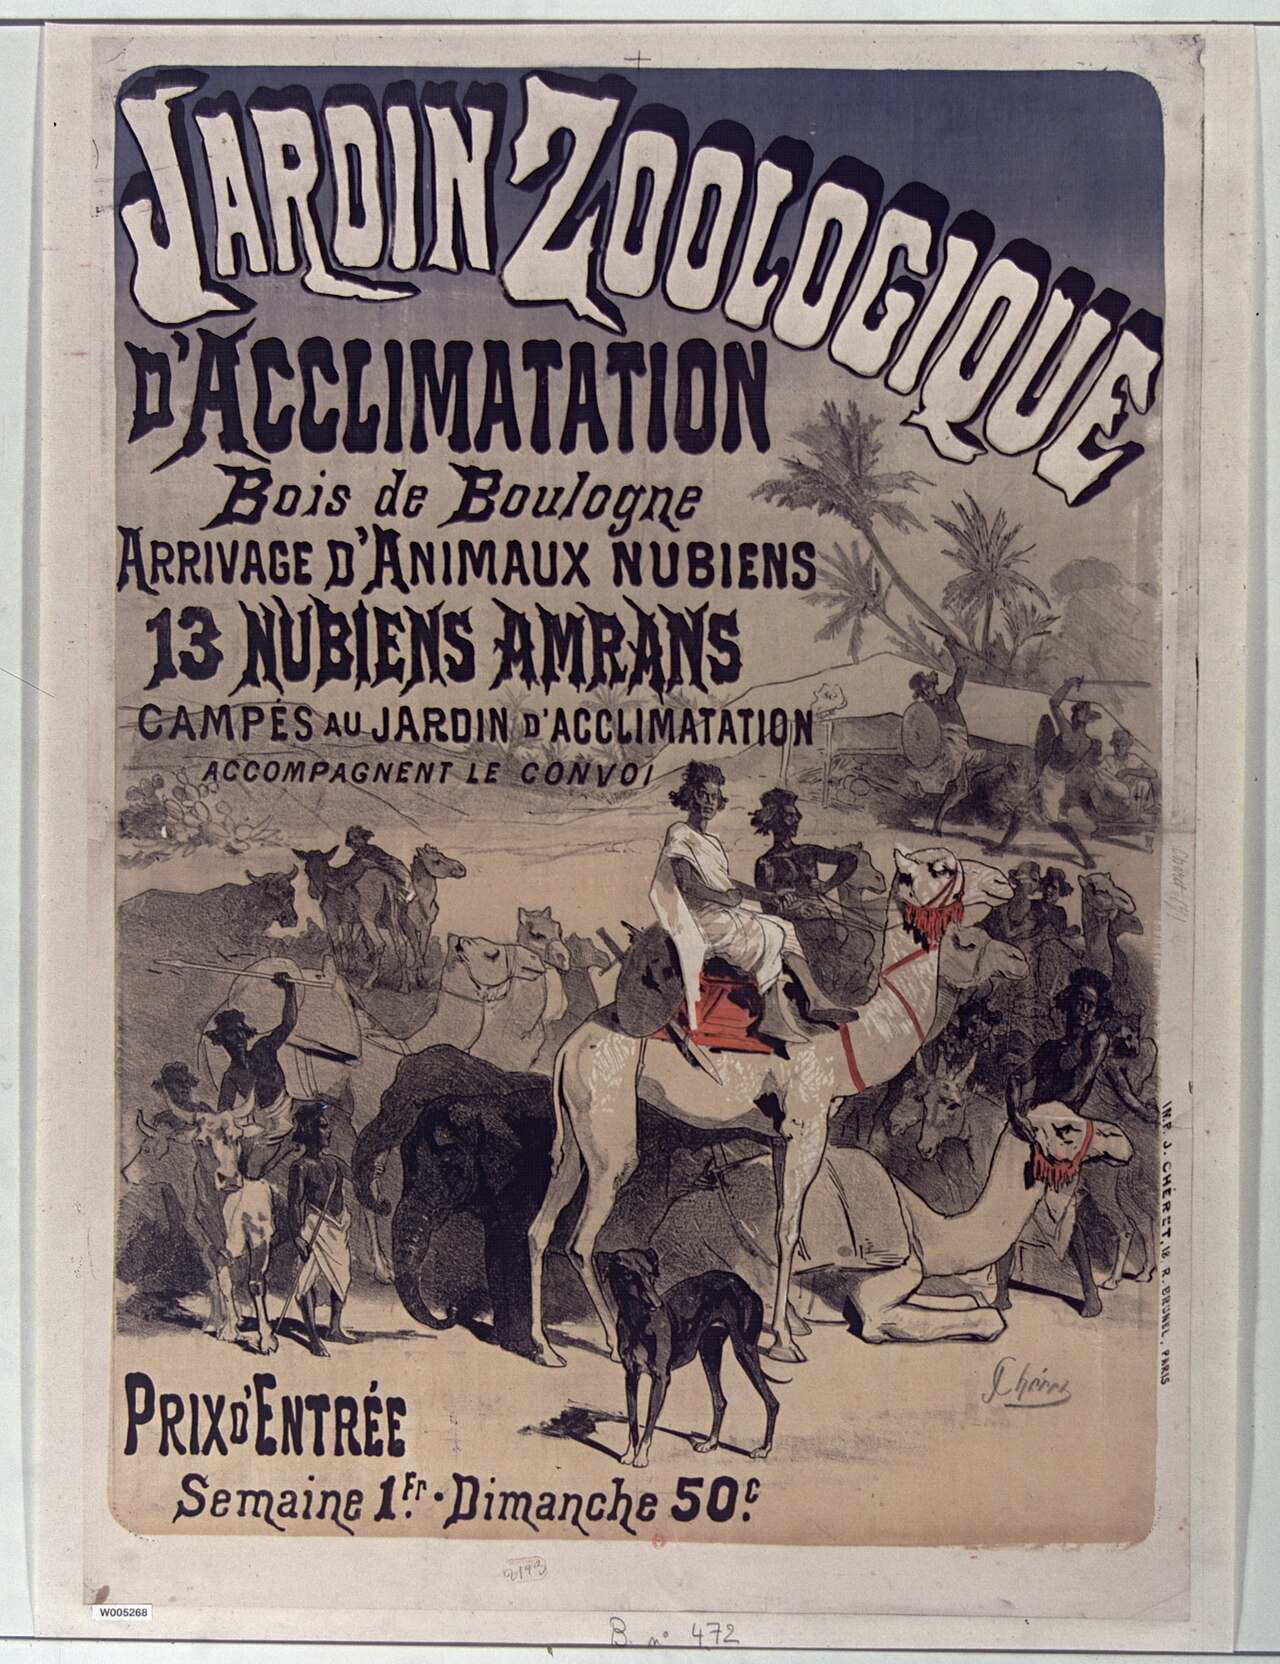 JARDIN ZOOLOGIQUE
D'ACCLIMATATION
Bois de Boulogne
ARRIVAGE D'ANIMAUX NUBIENS
13 NUBIENS AMRANS
CAMPÉS AU JARDIN D'ACCLIMATATION
ACCOMPAGNENT LE CONVOI
PRIX D'ENTRÉE
Semaine 1Fr. · Dimanche 50c.
JChéret
IMP. J. CHÉRET, 18 R. BRUNEL, PARIS
W005268
B. n° 472